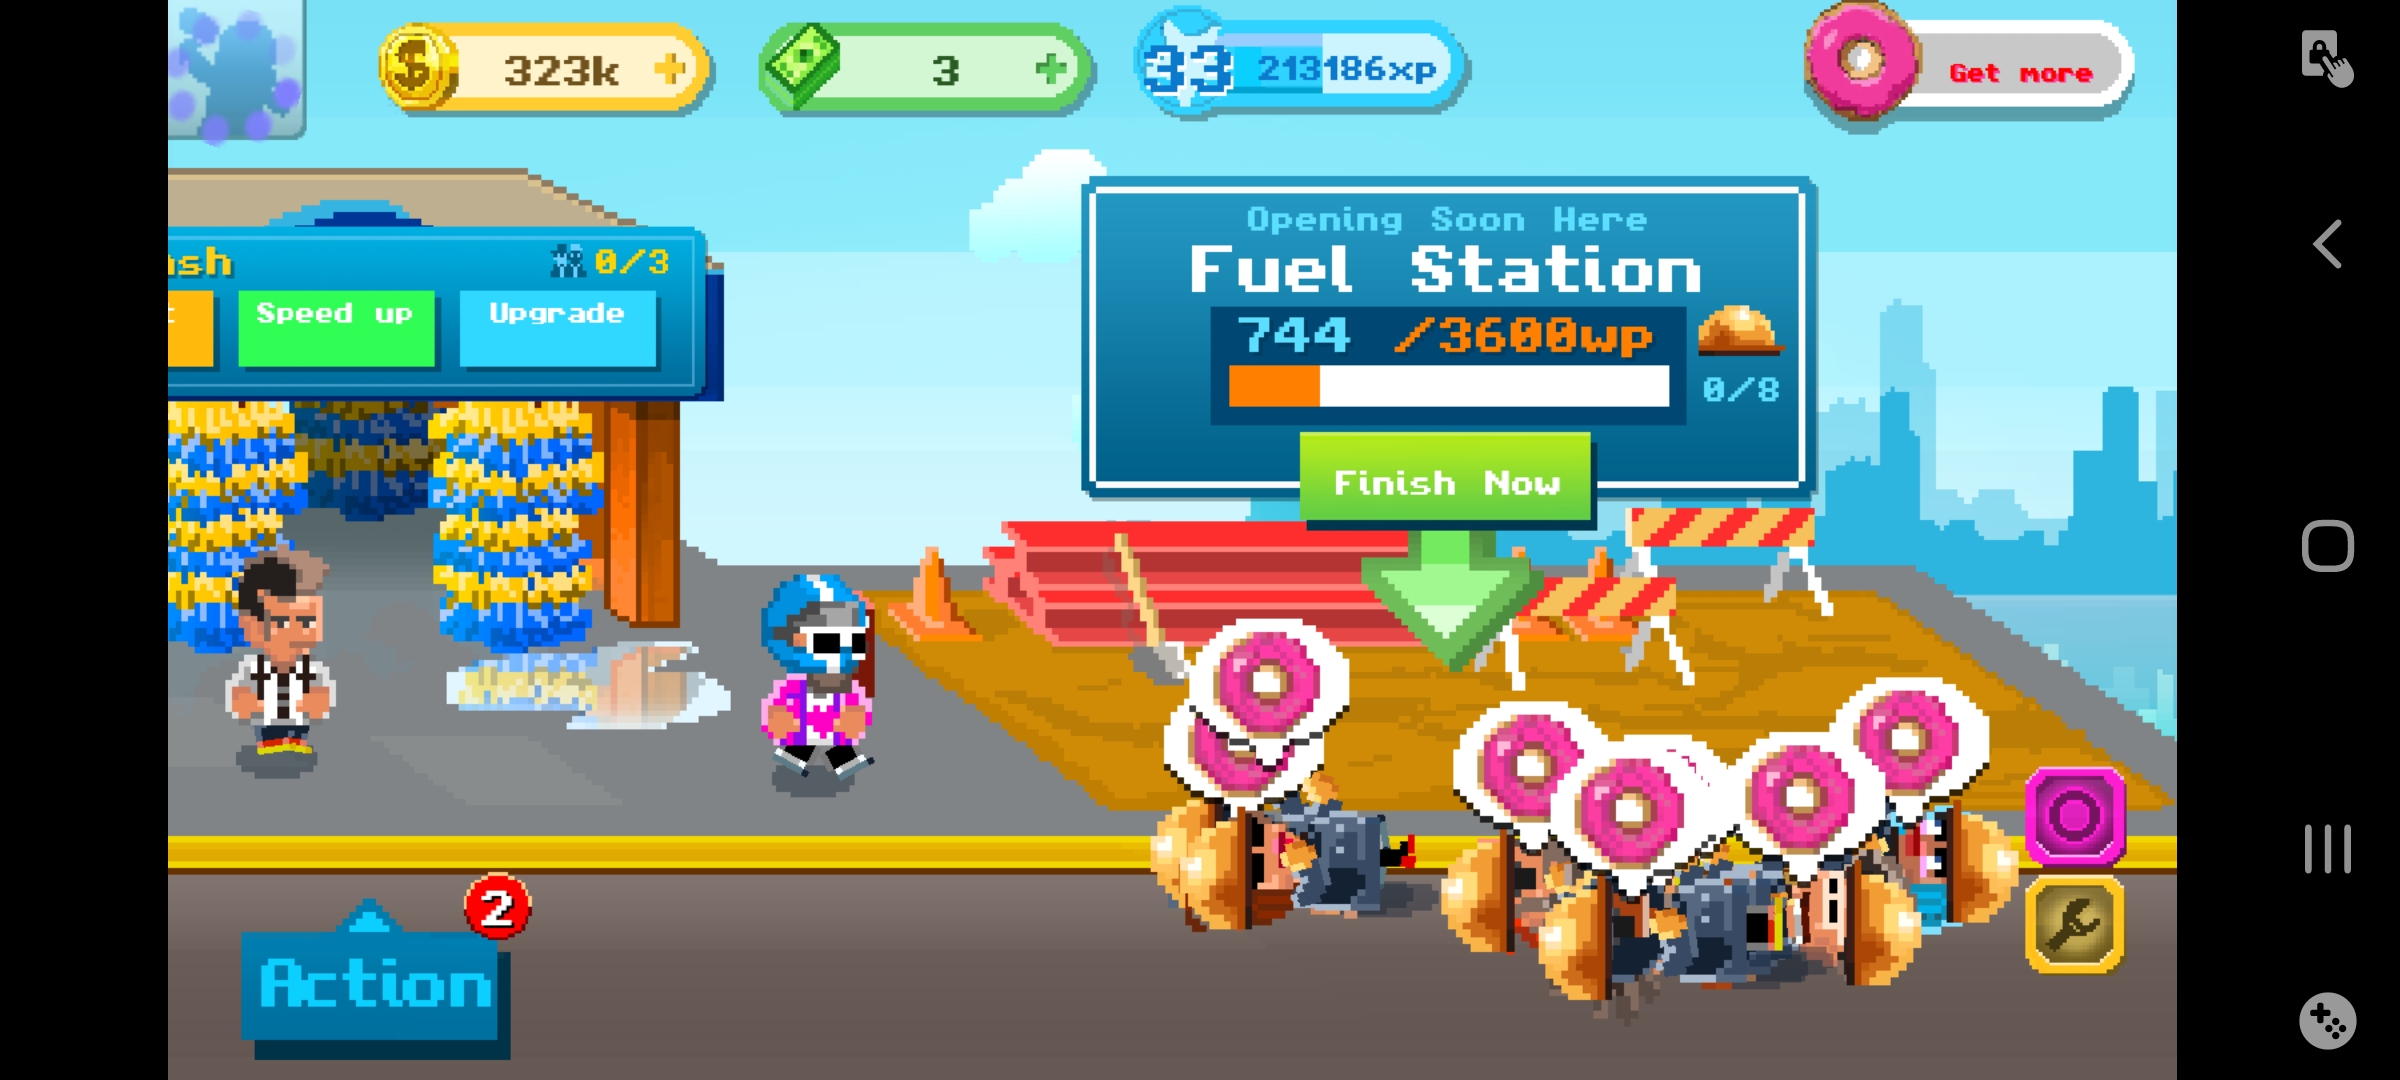 323k
3
33 213186xp
Get more
0/3
Speed up
Upgrade
Opening Soon Here
Fuel Station
744 /3600wp
0/8
Finish Now
2
Action